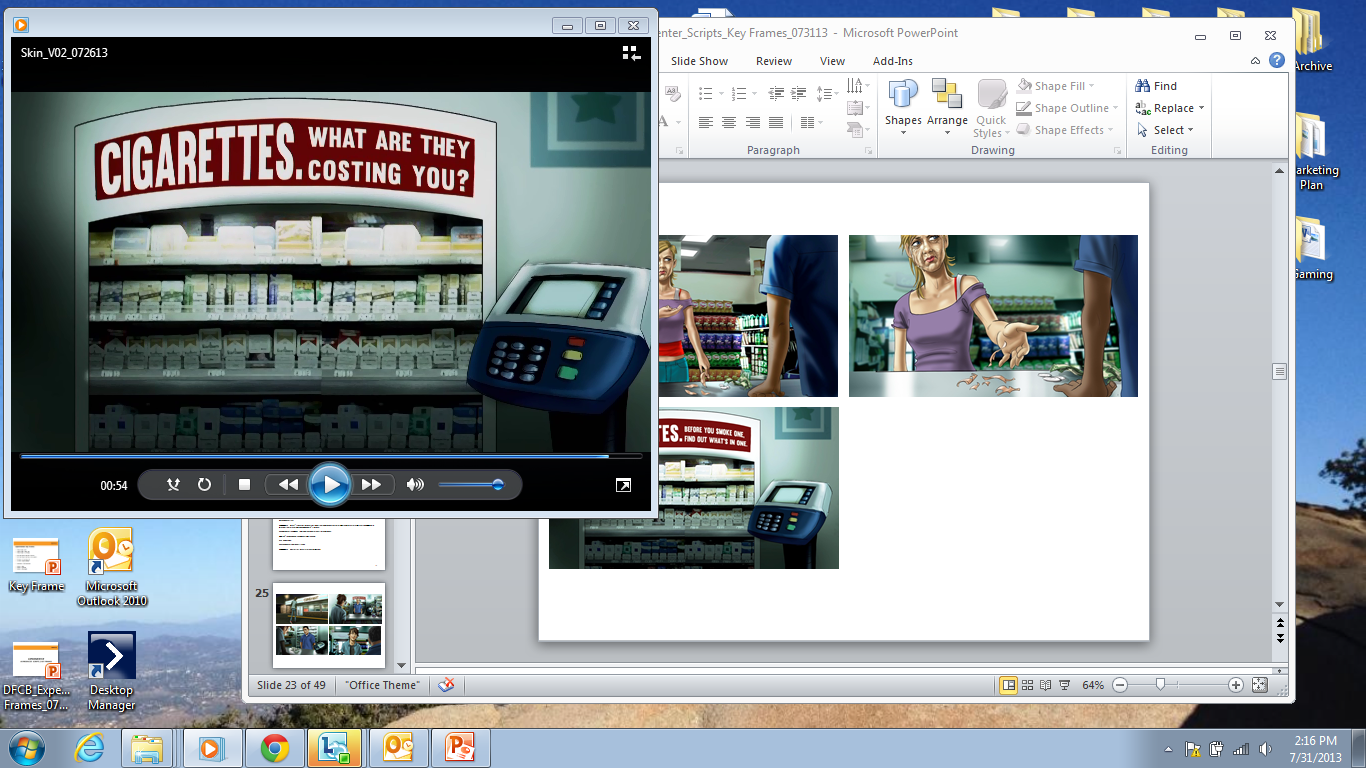 Skin_V02_072613
CIGARETTES. WHAT ARE THEY
COSTING YOU?
00:54
enter_Scripts_Key Frames_073113 - Microsoft PowerPoint
Slide Show Review View Add-Ins
Shapes
Arrange
Quick
Styles
Shape Fill
Shape Outline
Shape Effects
Find
Replace
Select
Paragraph
Drawing
Editing
BEFORE YOU SMOKE ONE,
FIND OUT WHAT'S IN ONE.
25
Slide 23 of 49
"Office Theme"
64%
Archive
arketing
Plan
Gaming
Key Frame
Microsoft
Outlook 2010
DFCB_Expe...
Frames_07...
Desktop
Manager
2:16 PM
7/31/2013